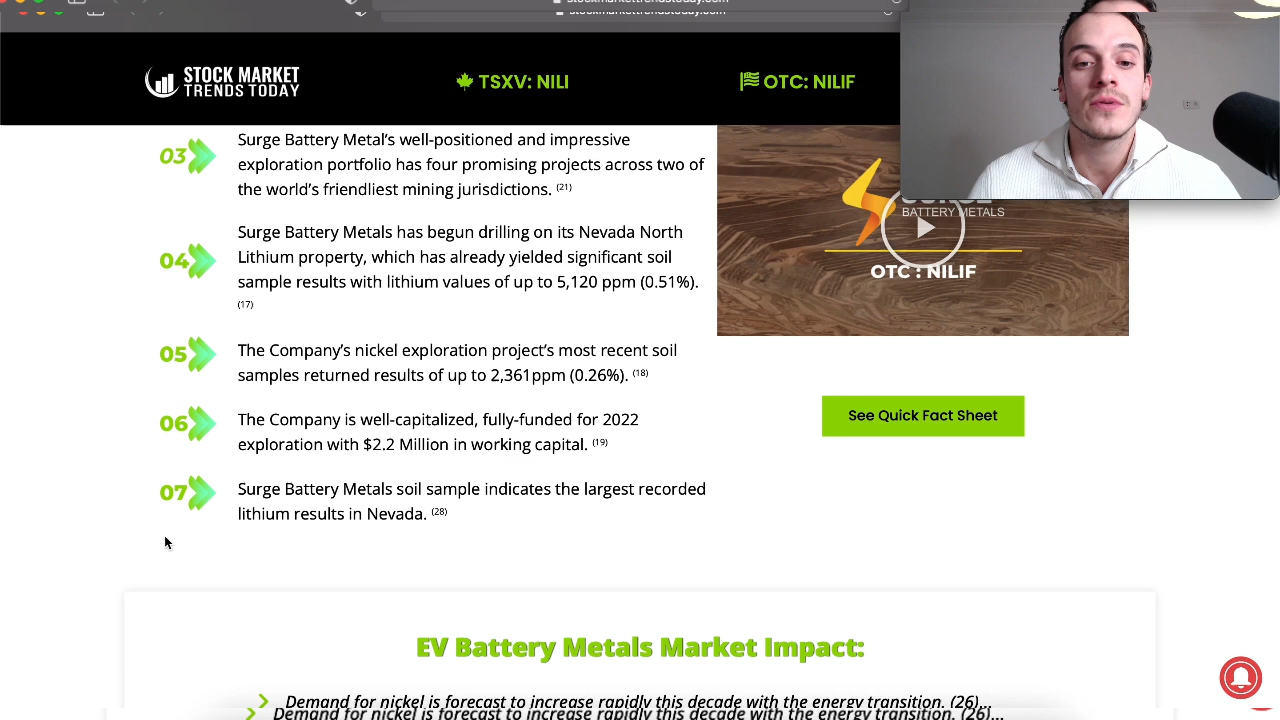 stockmarkettrendstoday.com
stockmarkettrendstoday.com
STOCK MARKET
TRENDS TODAY
TSXV: NILI
OTC: NILIF
03
Surge Battery Metal’s well-positioned and impressive
exploration portfolio has four promising projects across two of
the world’s friendliest mining jurisdictions. (21)
04
Surge Battery Metals has begun drilling on its Nevada North
Lithium property, which has already yielded significant soil
sample results with lithium values of up to 5,120 ppm (0.51%).
(17)
05
The Company’s nickel exploration project’s most recent soil
samples returned results of up to 2,361ppm (0.26%). (18)
06
The Company is well-capitalized, fully-funded for 2022
exploration with $2.2 Million in working capital. (19)
07
Surge Battery Metals soil sample indicates the largest recorded
lithium results in Nevada. (28)
SURGE
BATTERY METALS
OTC : NILIF
See Quick Fact Sheet
EV Battery Metals Market Impact:
Demand for nickel is forecast to increase rapidly this decade with the energy transition. (26)...
Demand for nickel is forecast to increase rapidly this decade with the energy transition. (26)...